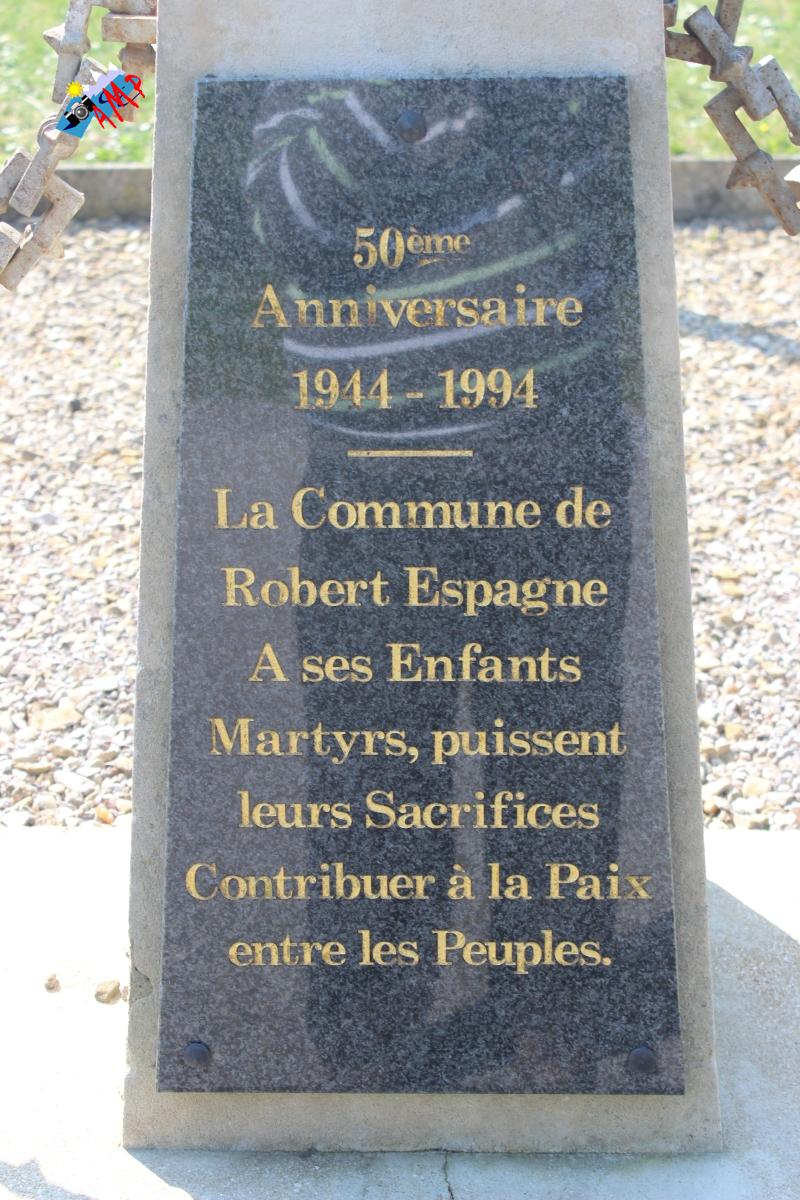 AMP
50ème
Anniversaire
1944 - 1994
La Commune de
Robert Espagne
A ses Enfants
Martyrs, puissent
leurs Sacrifices
Contribuer à la Paix
entre les Peuples.